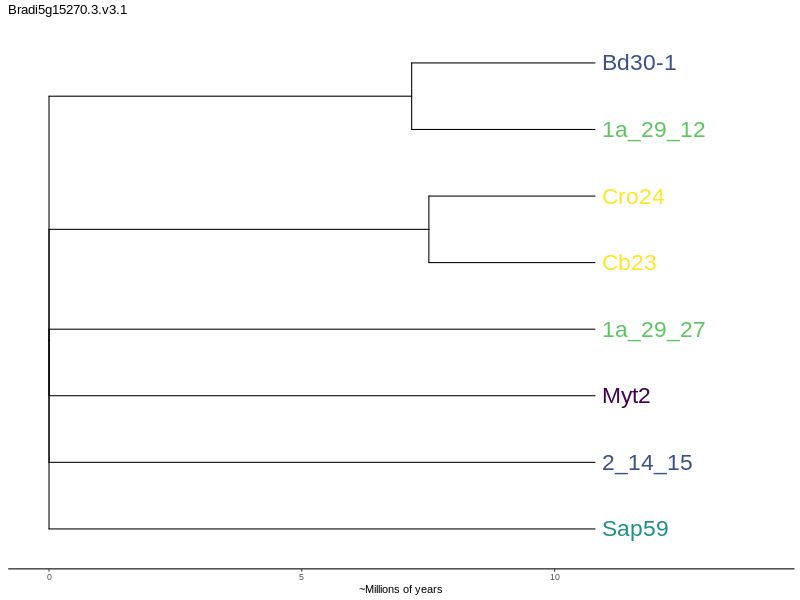 Bradi5g15270.3.v3.1
Bd30-1
1a_29_12
Cro24
Cb23
1a_29_27
Myt2
2_14_15
Sap59
0 5 10
~Millions of years